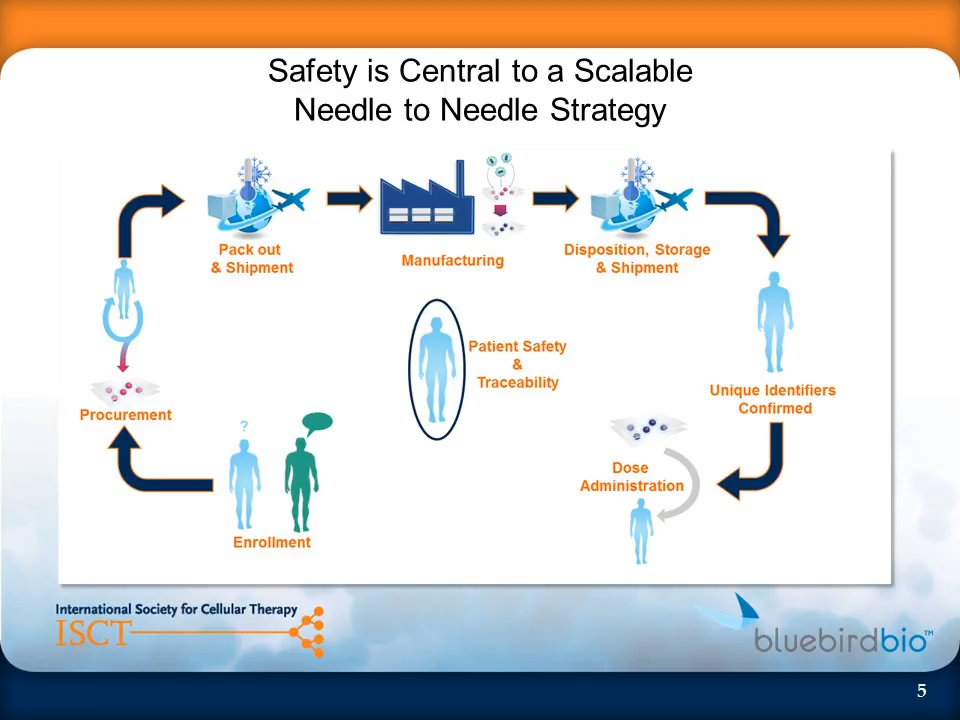 Safety is Central to a Scalable
Needle to Needle Strategy
Pack out
& Shipment
Manufacturing
Disposition, Storage
& Shipment
Patient Safety
&
Traceability
Unique Identifiers
Confirmed
Procurement
?
Enrollment
Dose
Administration
International Society for Cellular Therapy
ISCT
bluebirdbio™
5